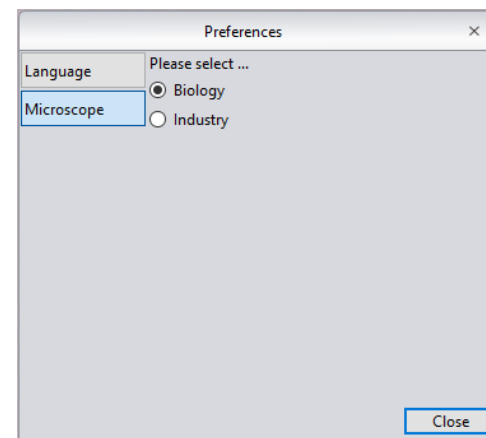 Preferences
Language
Microscope
Please select ...
Biology
Industry
Close